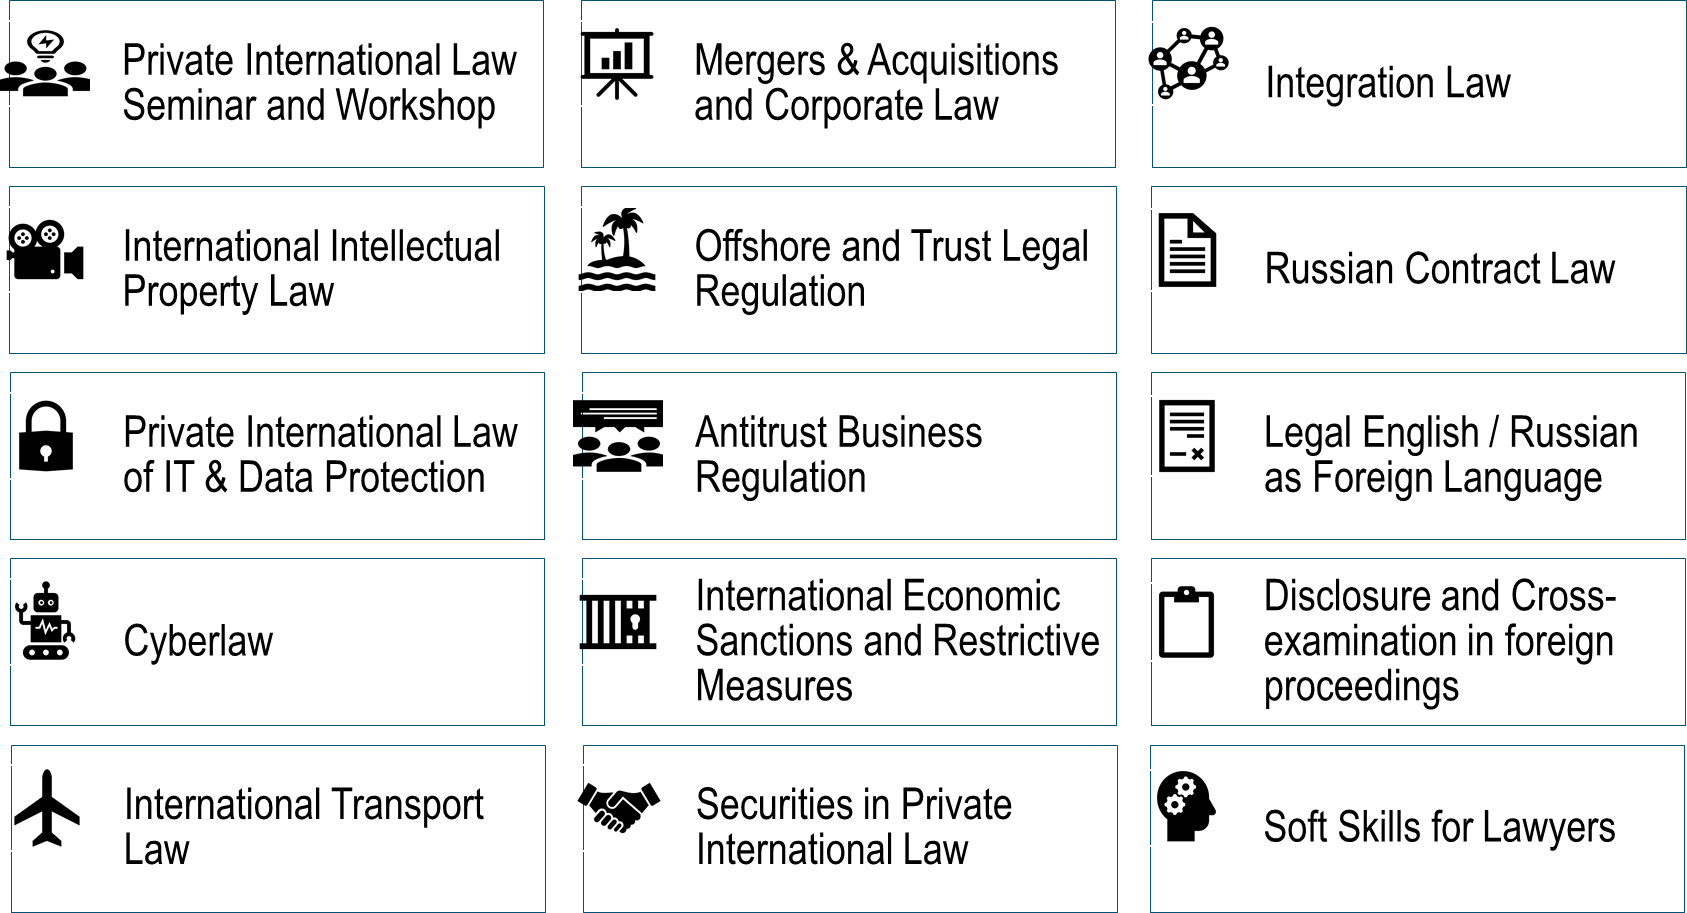 Private International Law
Seminar and Workshop
Mergers & Acquisitions
and Corporate Law
Integration Law
International Intellectual
Property Law
Offshore and Trust Legal
Regulation
Russian Contract Law
Private International Law
of IT & Data Protection
Antitrust Business
Regulation
Legal English / Russian
as Foreign Language
Cyberlaw
International Economic
Sanctions and Restrictive
Measures
Disclosure and Cross-
examination in foreign
proceedings
International Transport
Law
Securities in Private
International Law
Soft Skills for Lawyers